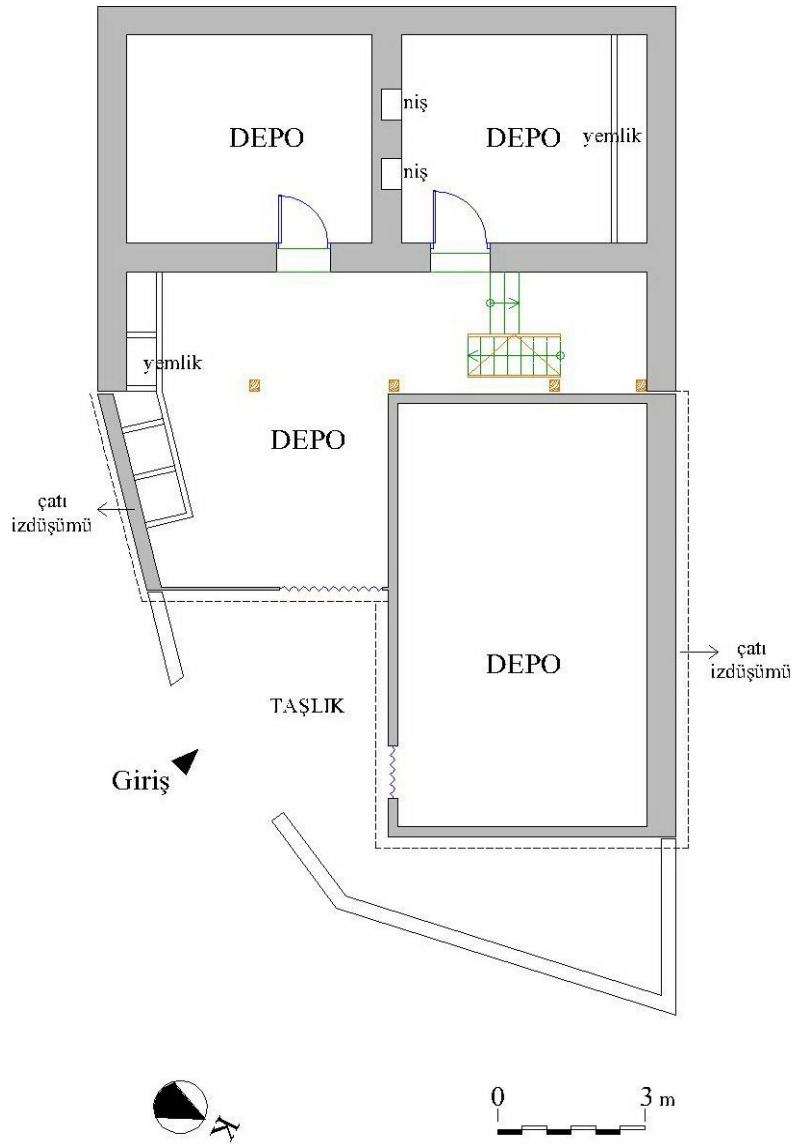 niş
DEPO
DEPO
yemlik
niş
yemlik
DEPO
çatı
izdüşümü
DEPO
çatı
izdüşümü
TAŞLIK
Giriş
K
0
3 m